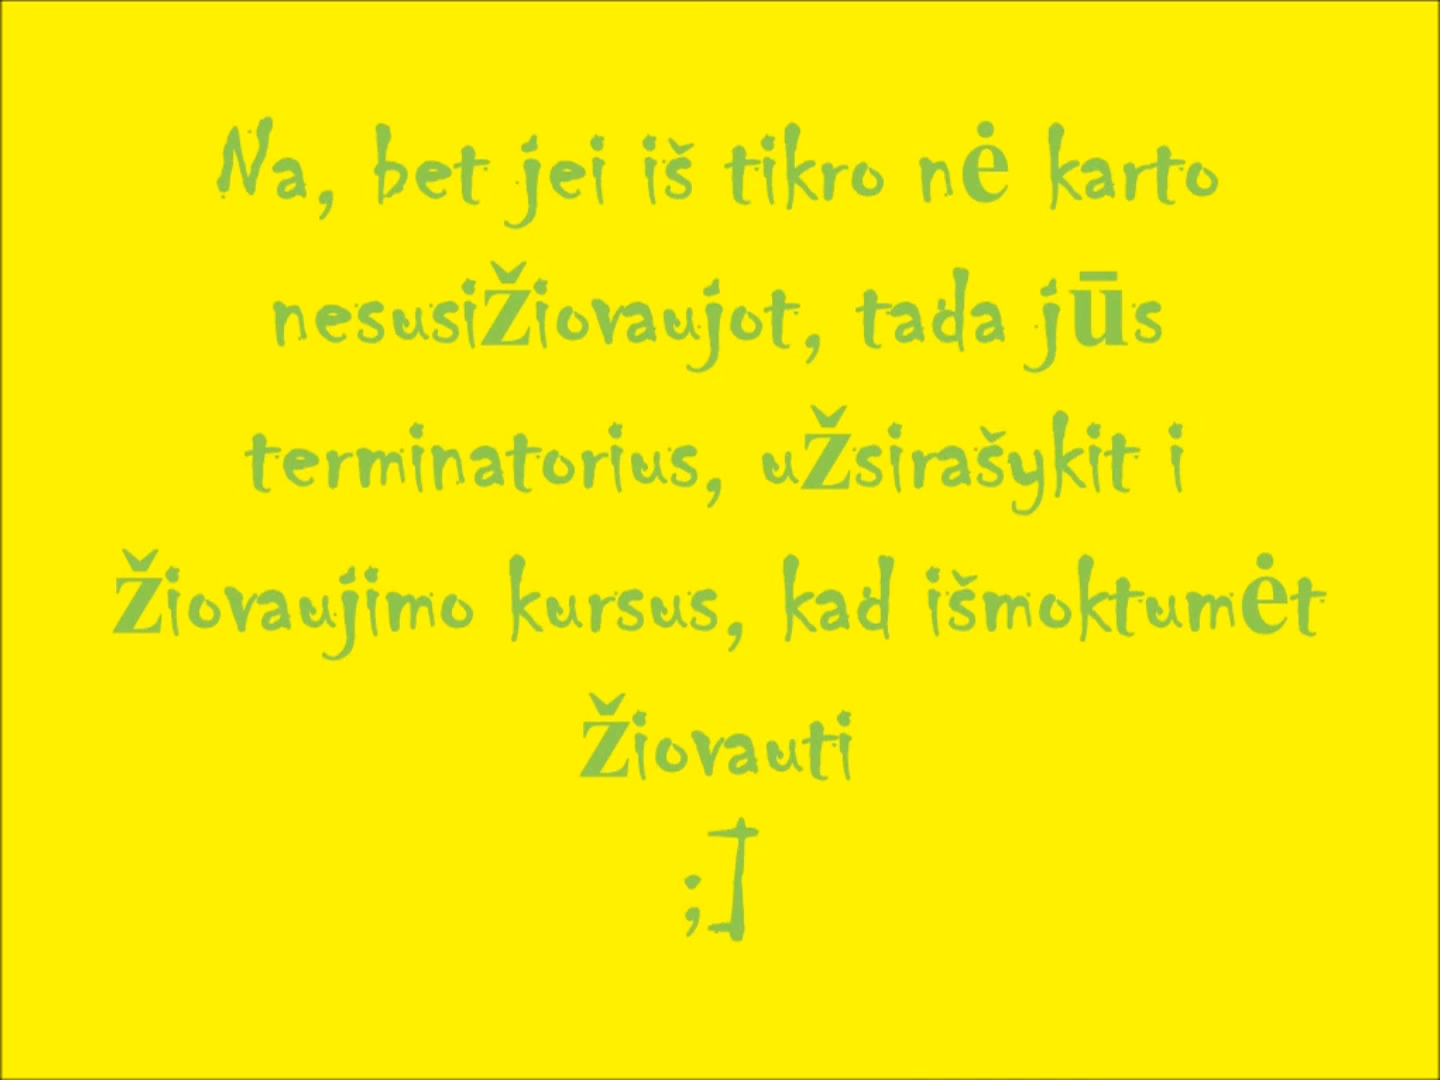 Na, bet jei iš tikro nė karto
nesusižiovaujot, tada jūs
terminatorius, užsirašykit i
žiovaujimo kursus, kad išmoktumėt
žiovauti
;]